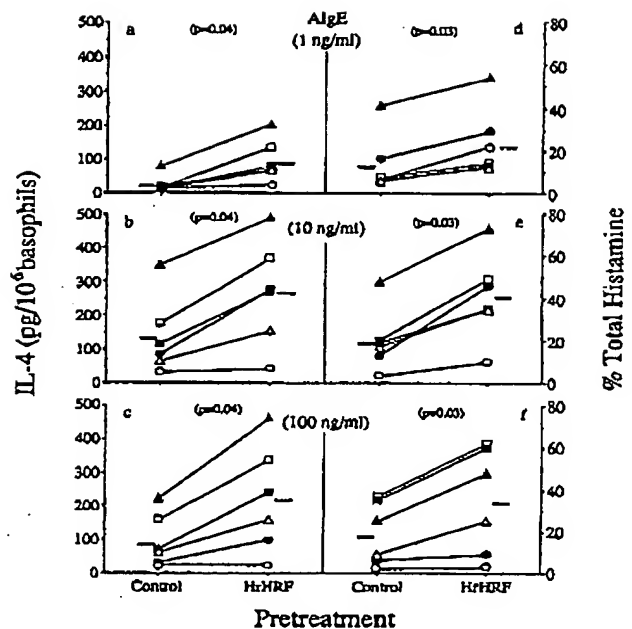 AIgE
(1 ng/ml)
a
(p=0.04)
(p=0.03)
d
500
400
300
200
100
0
80
60
40
20
0
b
(p=0.04)
(10 ng/ml)
(p=0.03)
e
500
400
300
200
100
0
80
60
40
20
0
c
(p=0.04)
(100 ng/ml)
(p=0.03)
f
500
400
300
200
100
0
80
60
40
20
0
IL-4 (pg/10⁶basophils)
% Total Histamine
Control
HrHRF
Control
HrHRF
Pretreatment